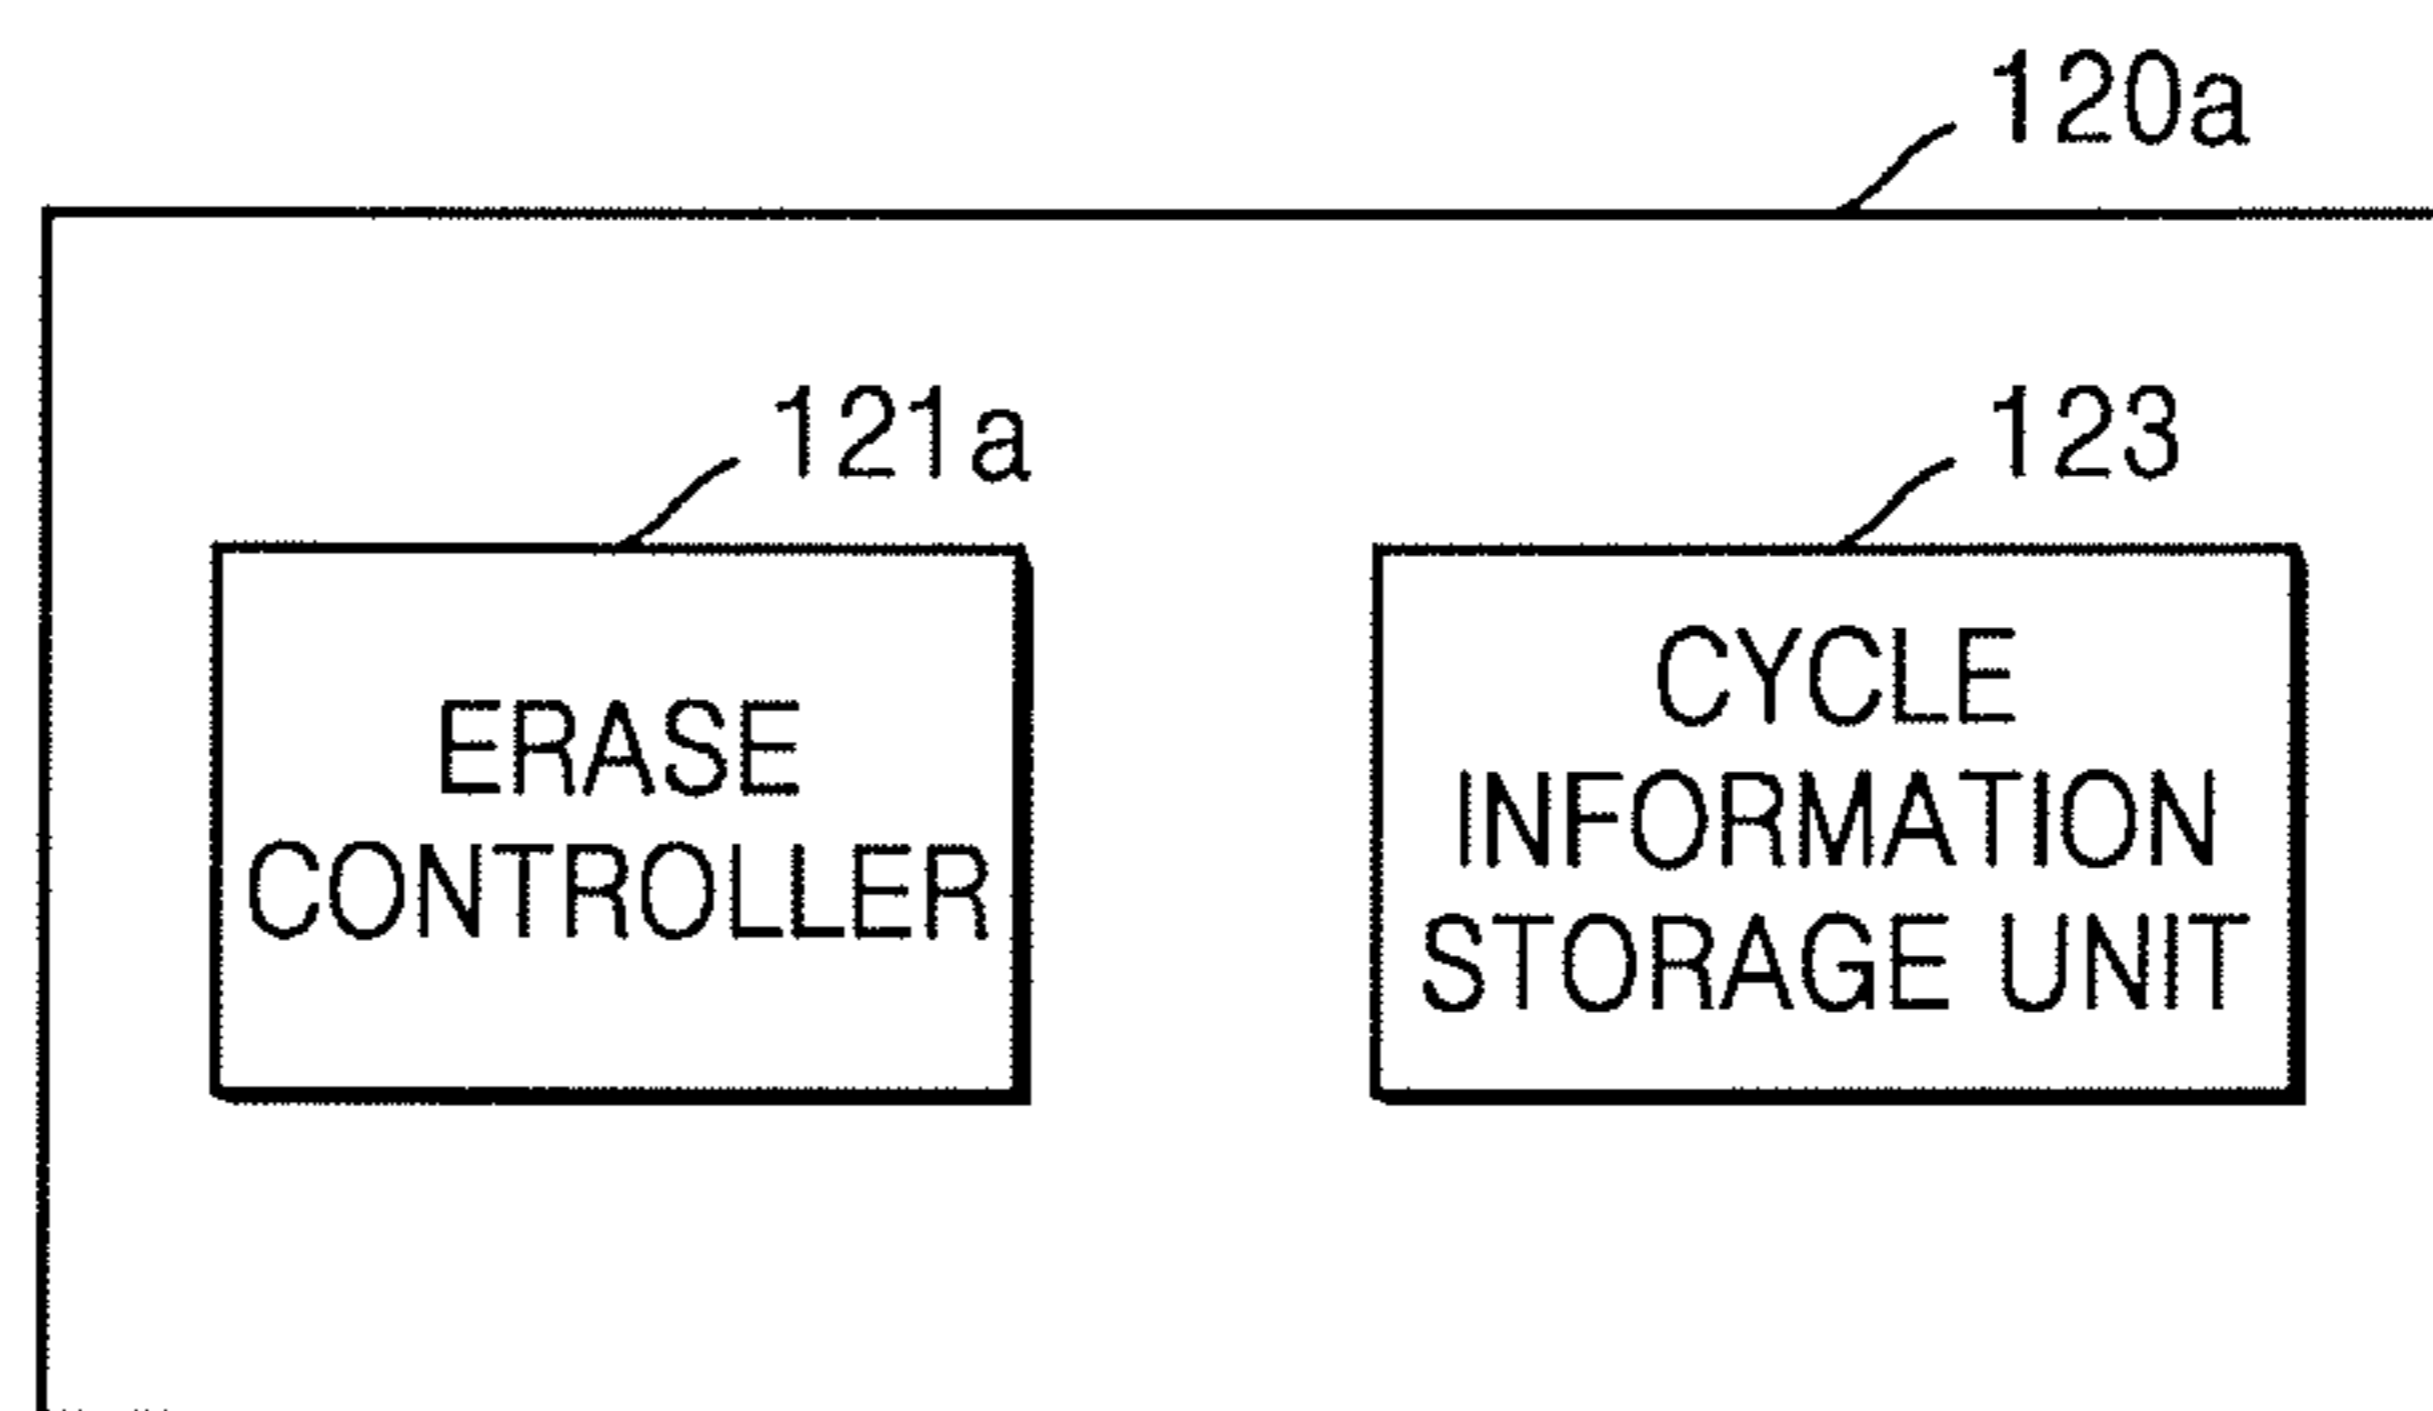 120a
121a
123
ERASE
CONTROLLER
CYCLE
INFORMATION
STORAGE UNIT